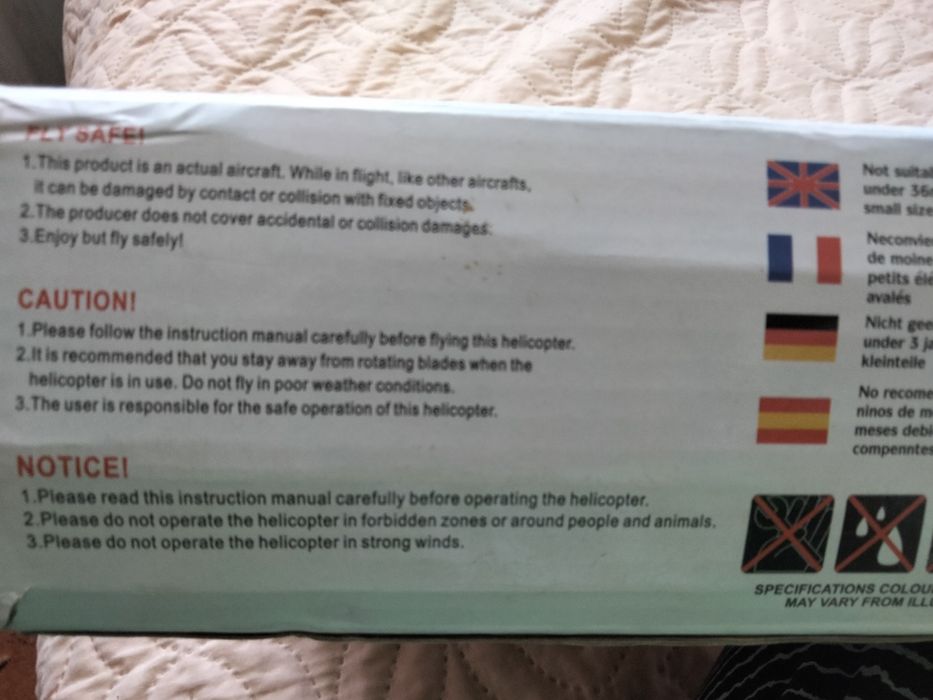 FLY SAFE!
1.This product is an actual aircraft. While in flight, like other aircrafts,
it can be damaged by contact or collision with fixed objects.
2.The producer does not cover accidental or collision damages.
3.Enjoy but fly safely!
CAUTION!
1.Please follow the instruction manual carefully before flying this helicopter.
2.It is recommended that you stay away from rotating blades when the
helicopter is in use. Do not fly in poor weather conditions.
3.The user is responsible for the safe operation of this helicopter.
NOTICE!
1.Please read this instruction manual carefully before operating the helicopter.
2.Please do not operate the helicopter in forbidden zones or around people and animals.
3.Please do not operate the helicopter in strong winds.
Not
under
small size
de moine
petits
avalés
Nicht
under 3
kleinteile
No
ninos de
meses
compenntes
SPECIFICATIONS
MAY VARY FROM